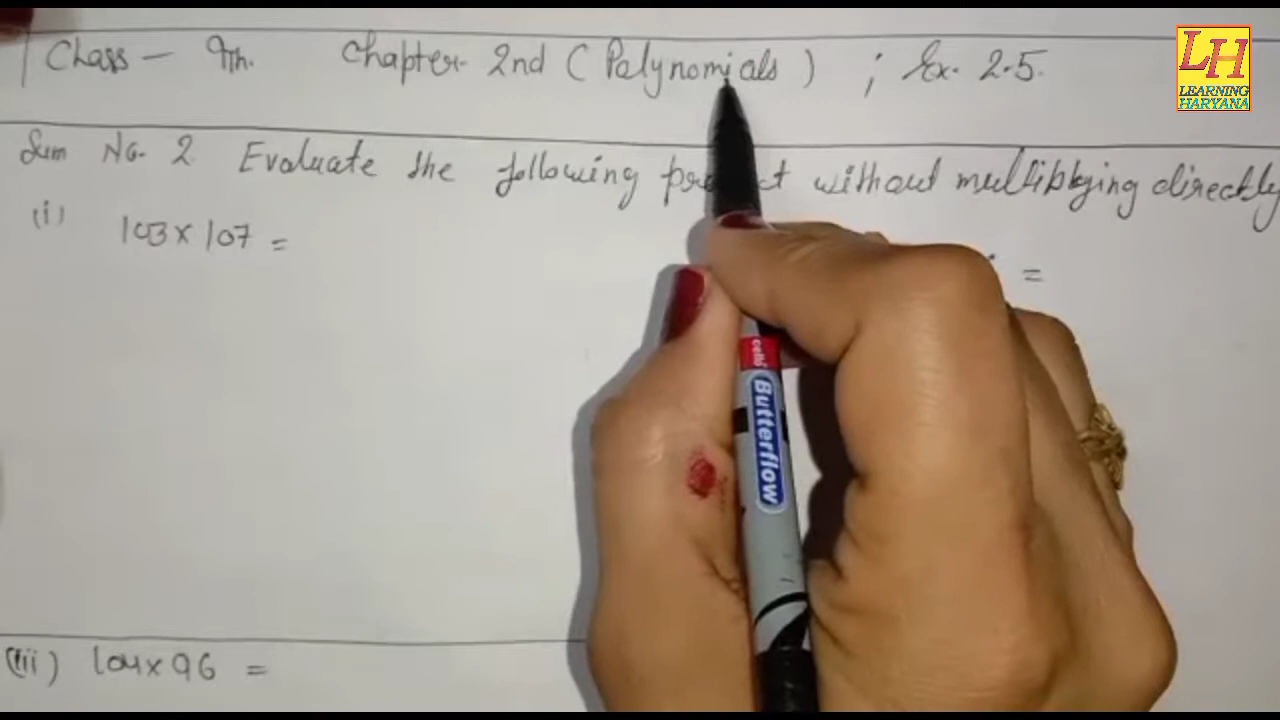 Class - 9th. Chapter 2nd (Polynomials) ; Ex. 2.5.
LH
LEARNING
HARYANA
Sum No. 2 Evaluate the following without multiplying directly
(i) 103 x 107 =
=
cello
Butterflow
(iii) 104 x 96 =